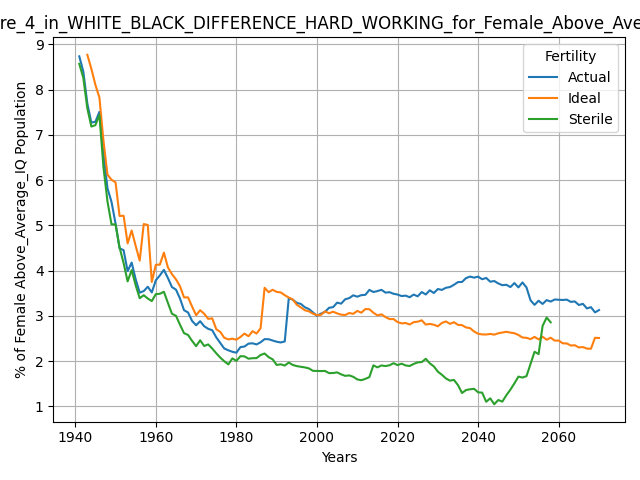 re_4_in_WHITE_BLACK_DIFFERENCE_HARD_WORKING_for_Female_Above_Ave
9
8
7
6
5
4
3
2
1
% of Female Above_Average_IQ Population
Fertility
Actual
Ideal
Sterile
1940 1960 1980 2000 2020 2040 2060
Years